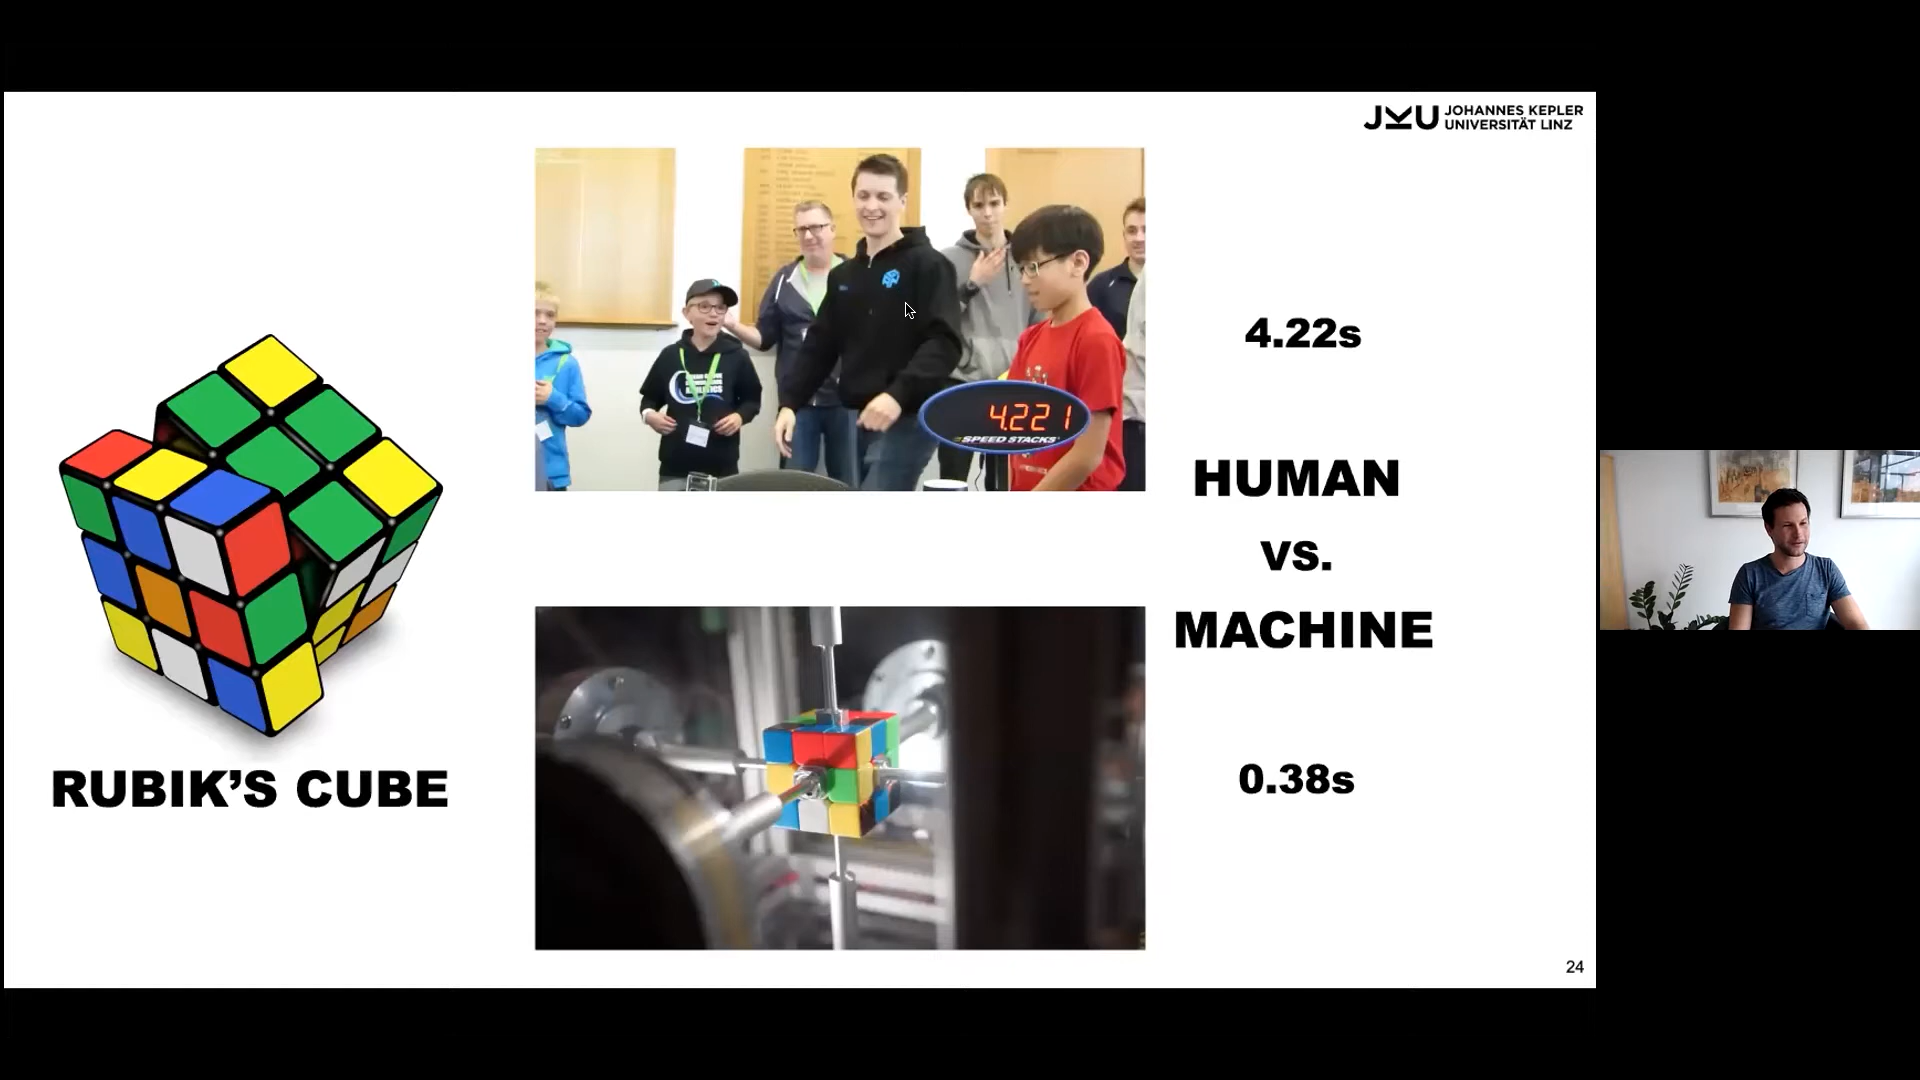 JKU JOHANNES KEPLER
UNIVERSITÄT LINZ
4.221
SPEED STACKS
4.22s
HUMAN
VS.
MACHINE
0.38s
RUBIK’S CUBE
24